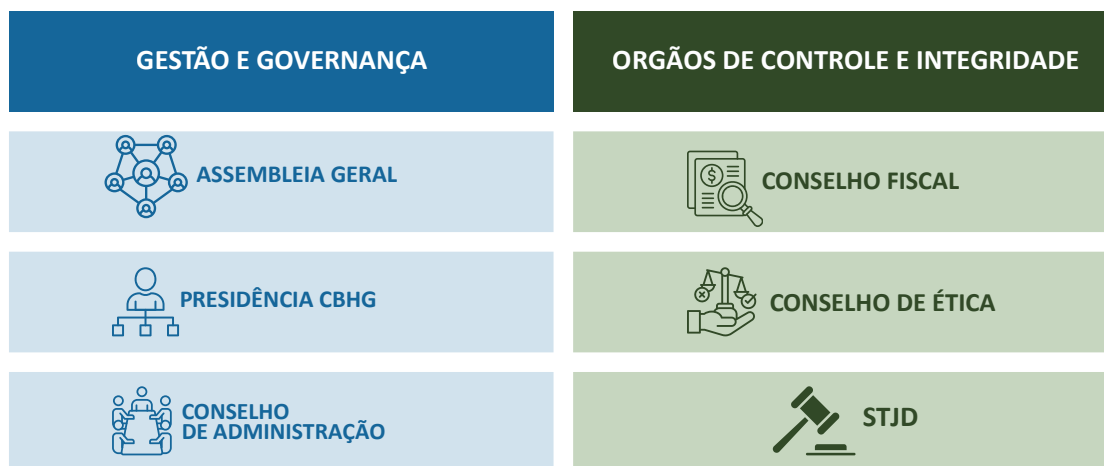 GESTÃO E GOVERNANÇA
ASSEMBLEIA GERAL
PRESIDÊNCIA CBHG
CONSELHO
DE ADMINISTRAÇÃO
ORGÃOS DE CONTROLE E INTEGRIDADE
$
CONSELHO FISCAL
CONSELHO DE ÉTICA
STJD